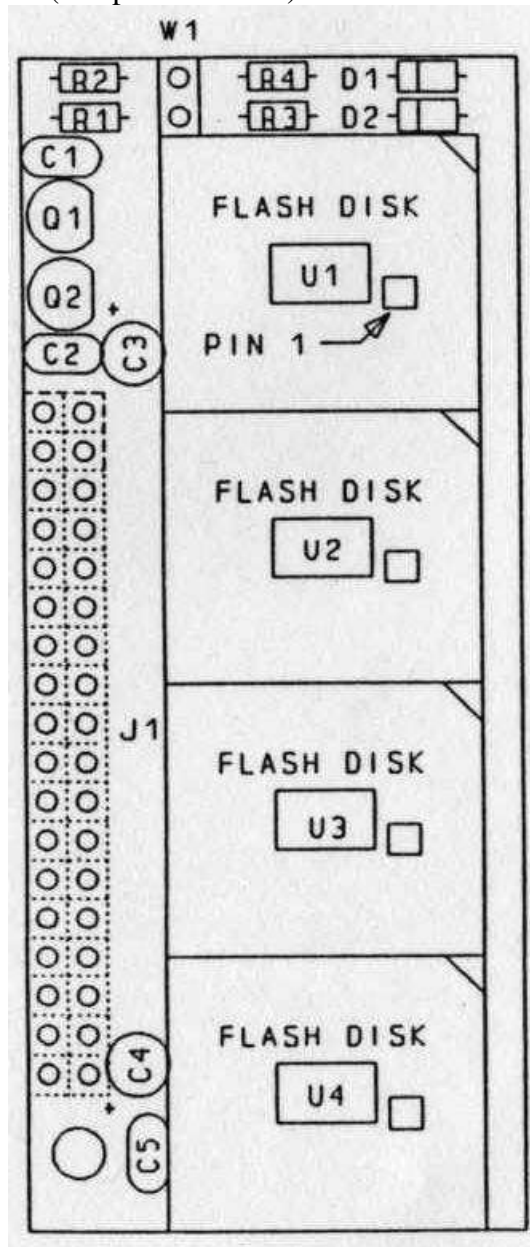 W1
R2 R4 D1
R1 R3 D2
C1
Q1
FLASH DISK
U1
Q2
+
C2 C3
PIN 1
FLASH DISK
U2
J1
FLASH DISK
U3
FLASH DISK
C4
U4
+
C5